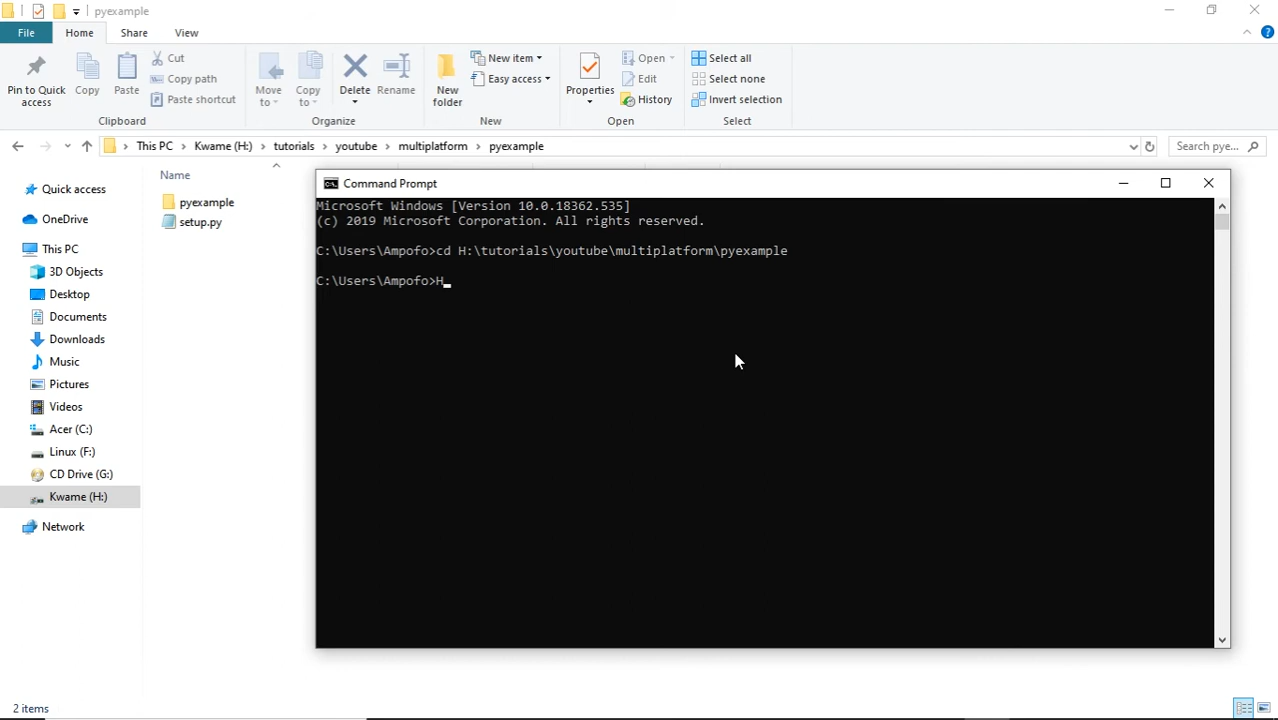 pyexample
File
Home
Share
View
Pin to Quick access
Copy
Paste
Cut
Copy path
Paste shortcut
Clipboard
Move to
Copy to
Delete
Rename
Organize
New folder
New item
Easy access
New
Properties
Open
Edit
History
Open
Select all
Select none
Invert selection
Select
This PC
Kwame (H:)
tutorials
youtube
multiplatform
pyexample
Search pye...
Quick access
OneDrive
This PC
3D Objects
Desktop
Documents
Downloads
Music
Pictures
Videos
Acer (C:)
Linux (F:)
CD Drive (G:)
Kwame (H:)
Network
Name
pyexample
setup.py
C:\.
Command Prompt
Microsoft Windows [Version 10.0.18362.535]
(c) 2019 Microsoft Corporation. All rights reserved.
C:\Users\Ampofo>cd H:\tutorials\youtube\multiplatform\pyexample
C:\Users\Ampofo>H_
2 items